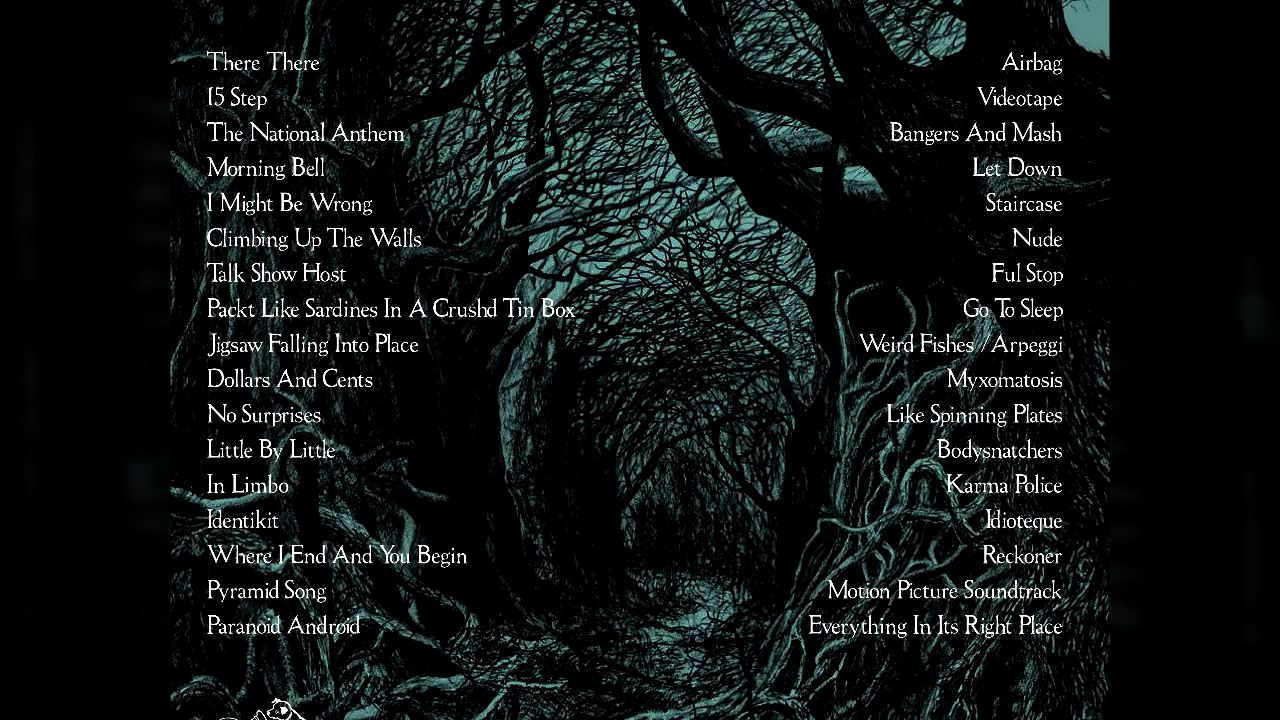 There There
15 Step
The National Anthem
Morning Bell
I Might Be Wrong
Climbing Up The Walls
Talk Show Host
Packt Like Sardines In A Crushd Tin Box
Jigsaw Falling Into Place
Dollars And Cents
No Surprises
Little By Little
In Limbo
Identikit
Where I End And You Begin
Pyramid Song
Paranoid Android
Airbag
Videotape
Bangers And Mash
Let Down
Staircase
Nude
Ful Stop
Go To Sleep
Weird Fishes /Arpeggi
Myxomatosis
Like Spinning Plates
Bodysnatchers
Karma Police
Idioteque
Reckoner
Motion Picture Soundtrack
Everything In Its Right Place